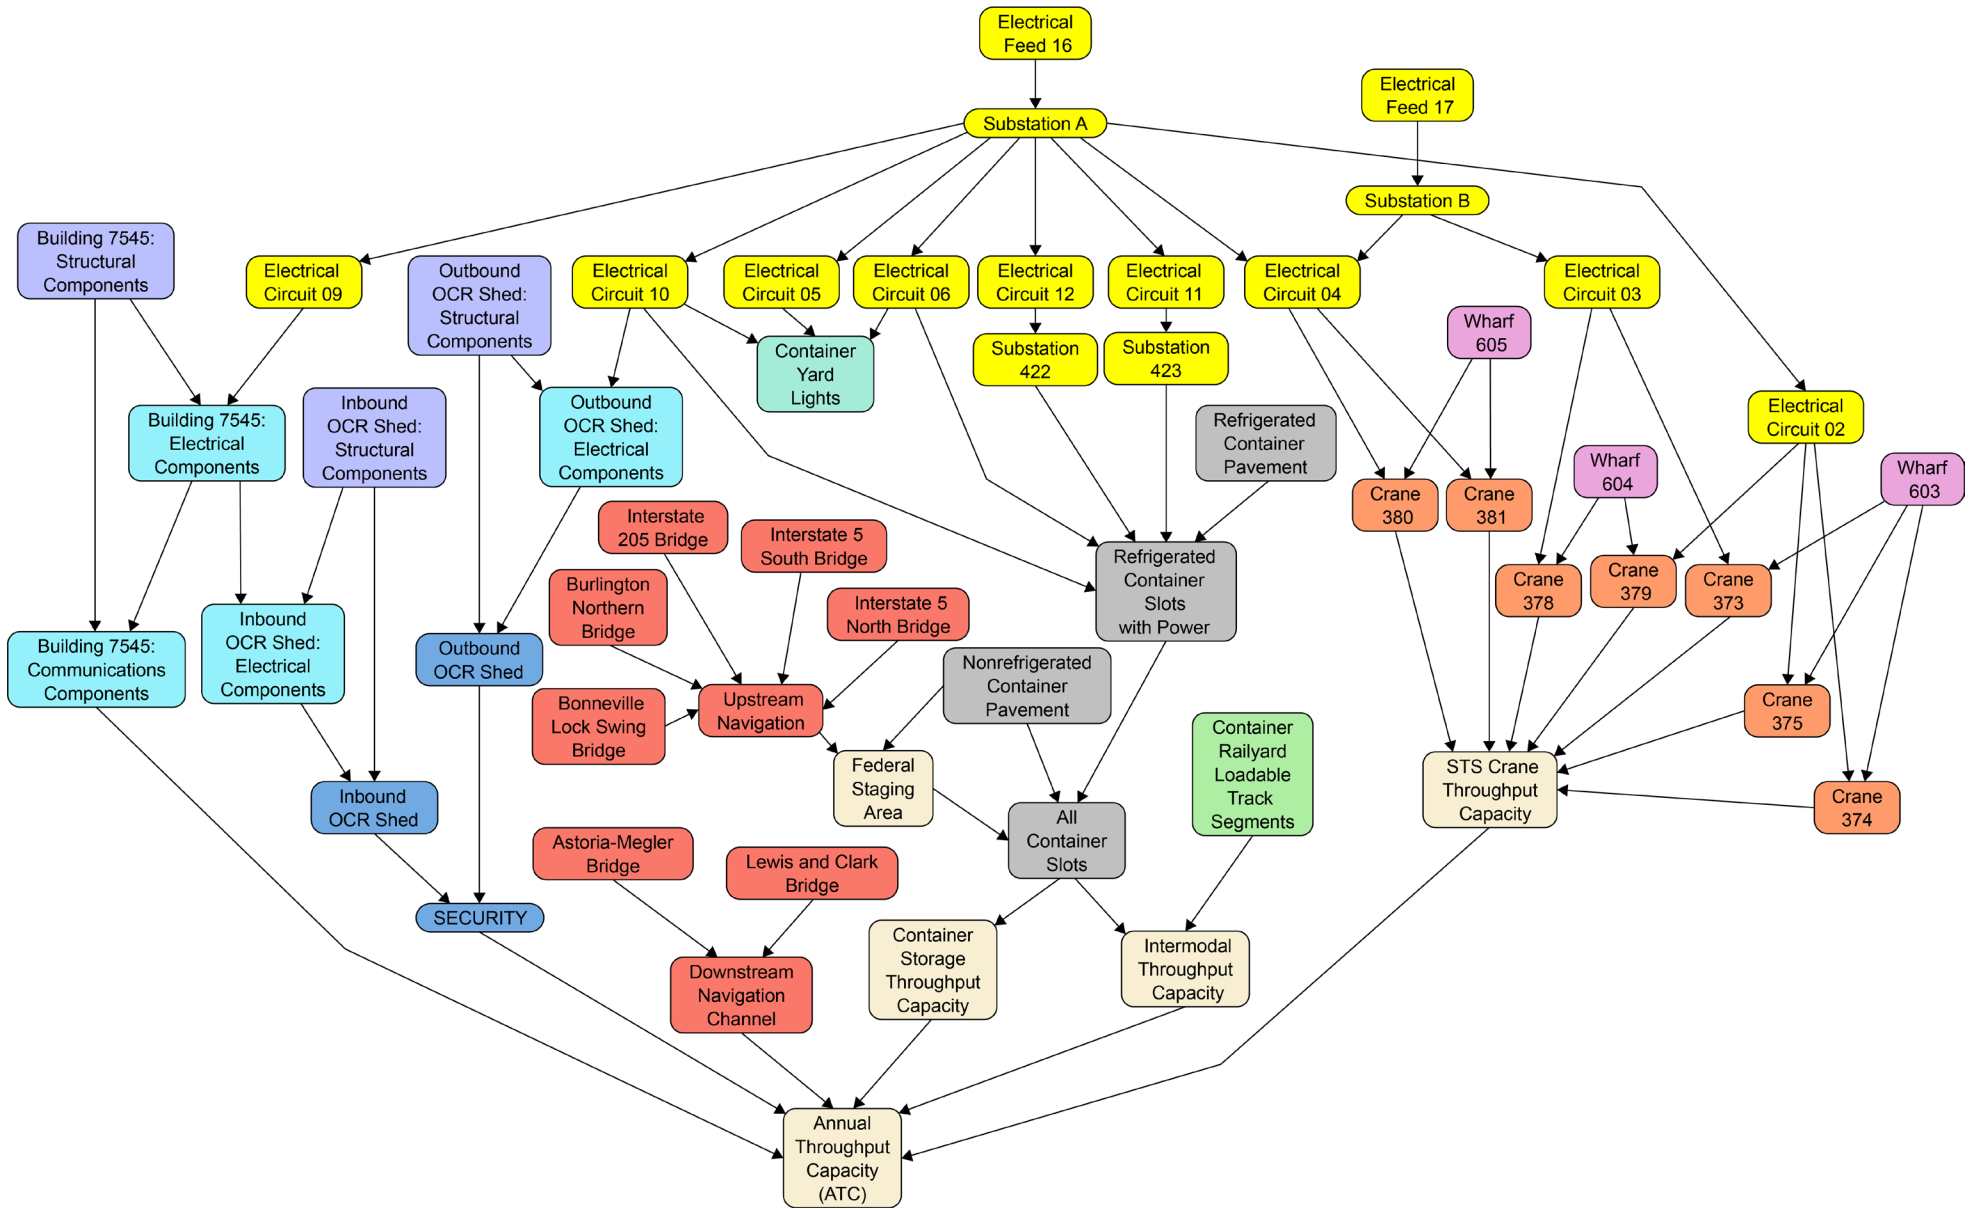 Electrical
Feed 16
Electrical
Feed 17
Substation A
Substation B
Building 7545:
Structural
Components
Electrical
Circuit 09
Outbound
OCR Shed:
Structural
Components
Electrical
Circuit 10
Electrical
Circuit 05
Electrical
Circuit 06
Electrical
Circuit 12
Electrical
Circuit 11
Electrical
Circuit 04
Electrical
Circuit 03
Wharf
605
Container
Yard
Lights
Substation
422
Substation
423
Building 7545:
Electrical
Components
Inbound
OCR Shed:
Structural
Components
Outbound
OCR Shed:
Electrical
Components
Refrigerated
Container
Pavement
Electrical
Circuit 02
Wharf
604
Wharf
603
Crane
380
Crane
381
Interstate
205 Bridge
Interstate 5
South Bridge
Burlington
Northern
Bridge
Interstate 5
North Bridge
Refrigerated
Container
Slots
with Power
Crane
378
Crane
379
Crane
373
Building 7545:
Communications
Components
Inbound
OCR Shed:
Electrical
Components
Outbound
OCR Shed
Bonneville
Lock Swing
Bridge
Upstream
Navigation
Nonrefrigerated
Container
Pavement
Crane
375
Container
Railyard
Loadable
Track
Segments
Federal
Staging
Area
STS Crane
Throughput
Capacity
Crane
374
Inbound
OCR Shed
All
Container
Slots
Astoria-Megler
Bridge
Lewis and Clark
Bridge
SECURITY
Container
Storage
Throughput
Capacity
Intermodal
Throughput
Capacity
Downstream
Navigation
Channel
Annual
Throughput
Capacity
(ATC)